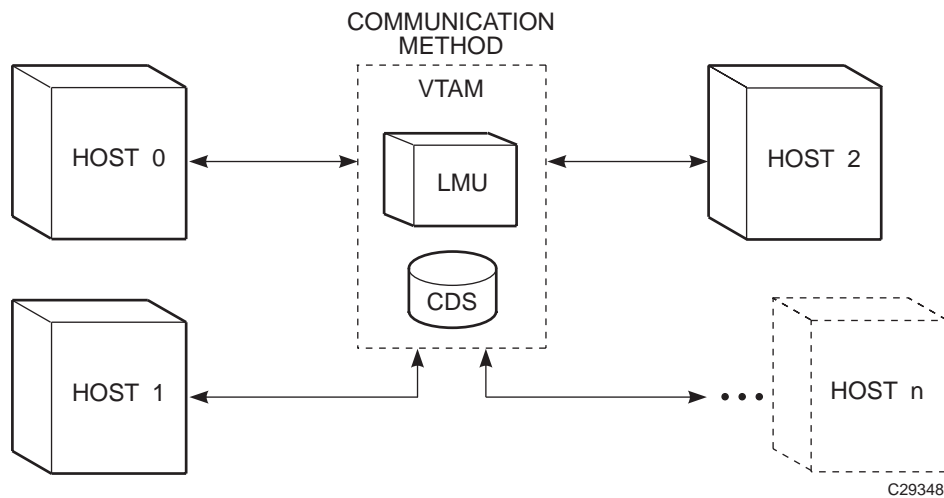 COMMUNICATION
METHOD
VTAM
HOST 0
LMU
HOST 2
CDS
HOST 1
HOST n
C29348